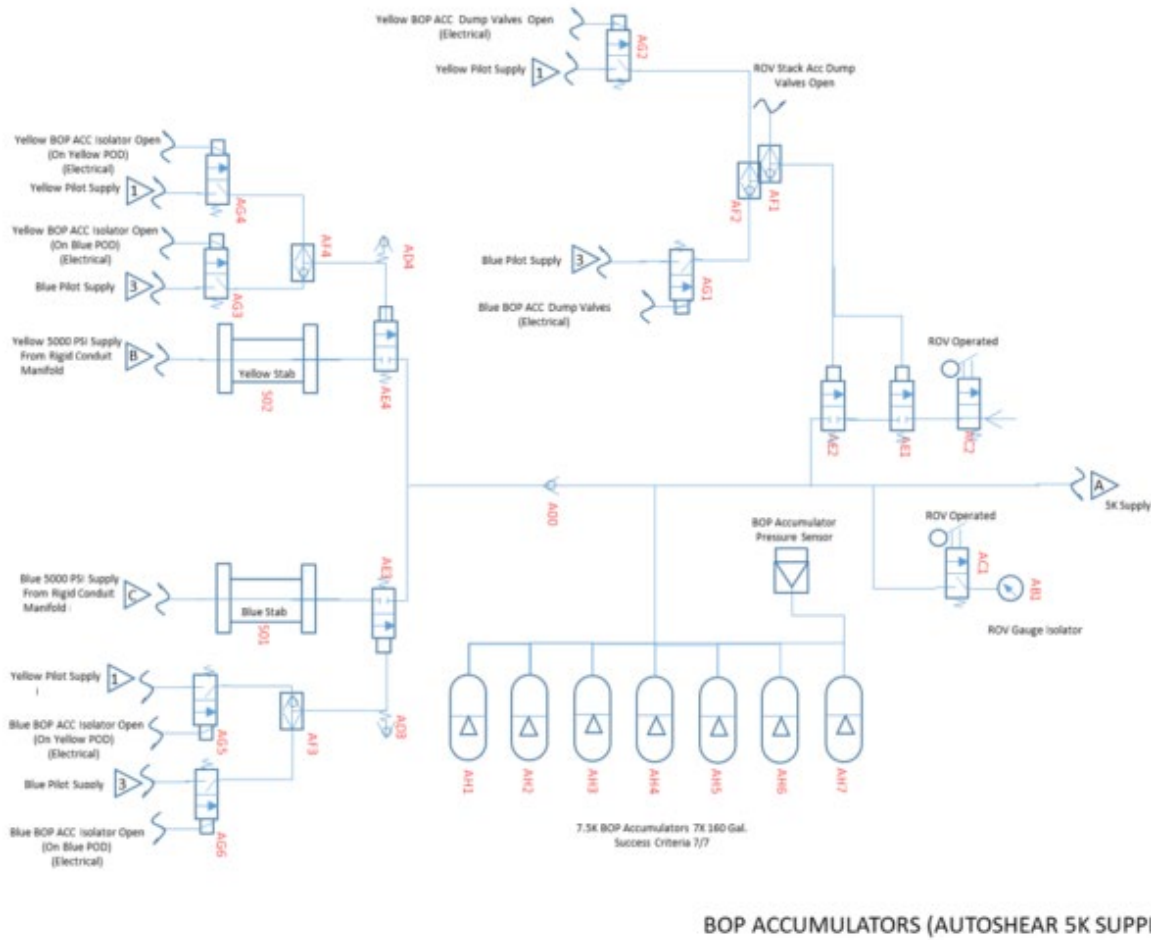 Yellow BOP ACC Dump Valves Open
(Electrical)
AG2
Yellow Pilot Supply
1
ROV Stack Acc Dump
Valves Open
Yellow BOP ACC Isolator Open
(On Yellow POD)
(Electrical)
Yellow Pilot Supply
1
AG4
AF2
AF1
Yellow BOP ACC Isolator Open
(On Blue POD)
(Electrical)
AF4
AD4
Blue Pilot Supply
3
AG3
Blue Pilot Supply
3
AG1
Blue BOP ACC Dump Valves
(Electrical)
Yellow 5000 PSI Supply
From Rigid Conduit
Manifold
B
Yellow Stab
S02
AE4
ROV Operated
AE2
AE1
AC2
A00
A
5K Supply
BOP Accumulator
Pressure Sensor
ROV Operated
AC1
AB1
ROV Gauge Isolator
Blue 5000 PSI Supply
From Rigid Conduit
Manifold
C
Blue Stab
S01
AE3
Yellow Pilot Supply
1
Blue BOP ACC Isolator Open
(On Yellow POD)
(Electrical)
AG5
AF3
AD3
Blue Pilot Supply
3
Blue BOP ACC Isolator Open
(On Blue POD)
(Electrical)
AG6
AH1
AH2
AH3
AH4
AH5
AH6
AH7
7.5K BOP Accumulators 7X 160 Gal.
Success Criteria 7/7
BOP ACCUMULATORS (AUTOSHEAR 5K SUPP